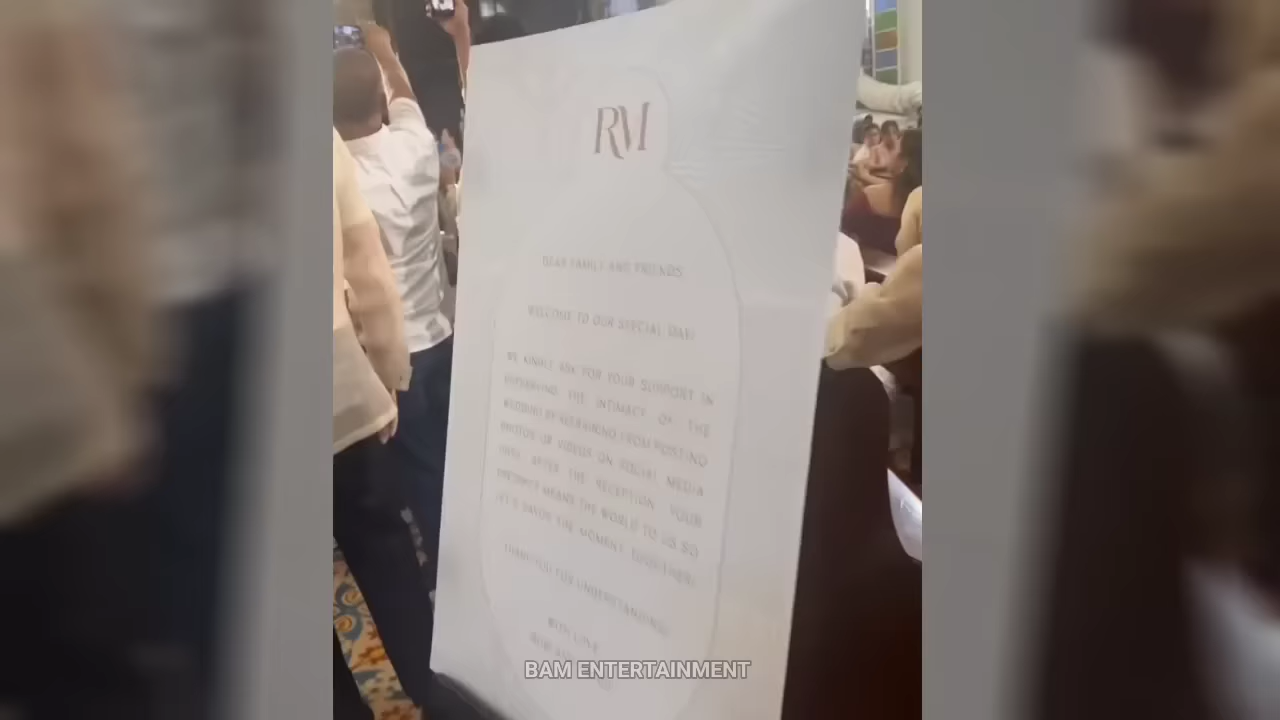 RM
DEAR FAMILY AND FRIENDS
WELCOME TO OUR SPECIAL DAY!
WE KINDLY ASK FOR YOUR SUPPORT IN
PRESERVING THE INTIMACY OF THE
WEDDING BY REFRAINING FROM POSTING
PHOTOS OR VIDEOS ON SOCIAL MEDIA
UNTIL AFTER THE RECEPTION. YOUR
PRESENCE MEANS THE WORLD TO US SO
LET'S SAVOR THE MOMENT TOGETHER!
THANK YOU FOR UNDERSTANDING!
WITH LOVE
BAM ENTERTAINMENT